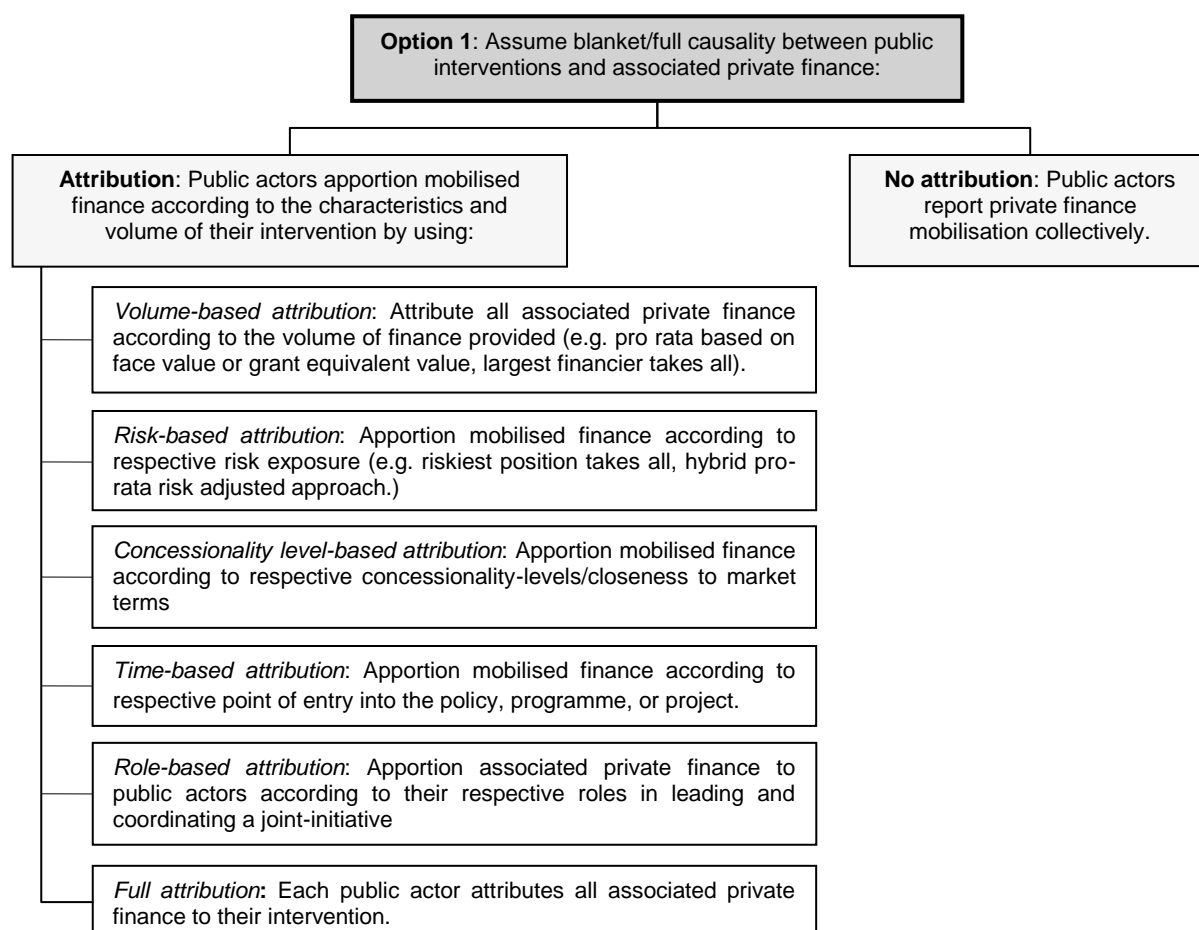 Option 1: Assume blanket/full causality between public
interventions and associated private finance:
Attribution: Public actors apportion mobilised
finance according to the characteristics and
volume of their intervention by using:
No attribution: Public actors
report private finance
mobilisation collectively.
Volume-based attribution: Attribute all associated private finance
according to the volume of finance provided (e.g. pro rata based on
face value or grant equivalent value, largest financier takes all).
Risk-based attribution: Apportion mobilised finance according to
respective risk exposure (e.g. riskiest position takes all, hybrid pro-
rata risk adjusted approach.)
Concessionality level-based attribution: Apportion mobilised finance
according to respective concessionality-levels/closeness to market
terms
Time-based attribution: Apportion mobilised finance according to
respective point of entry into the policy, programme, or project.
Role-based attribution: Apportion associated private finance to
public actors according to their respective roles in leading and
coordinating a joint-initiative
Full attribution: Each public actor attributes all associated private
finance to their intervention.